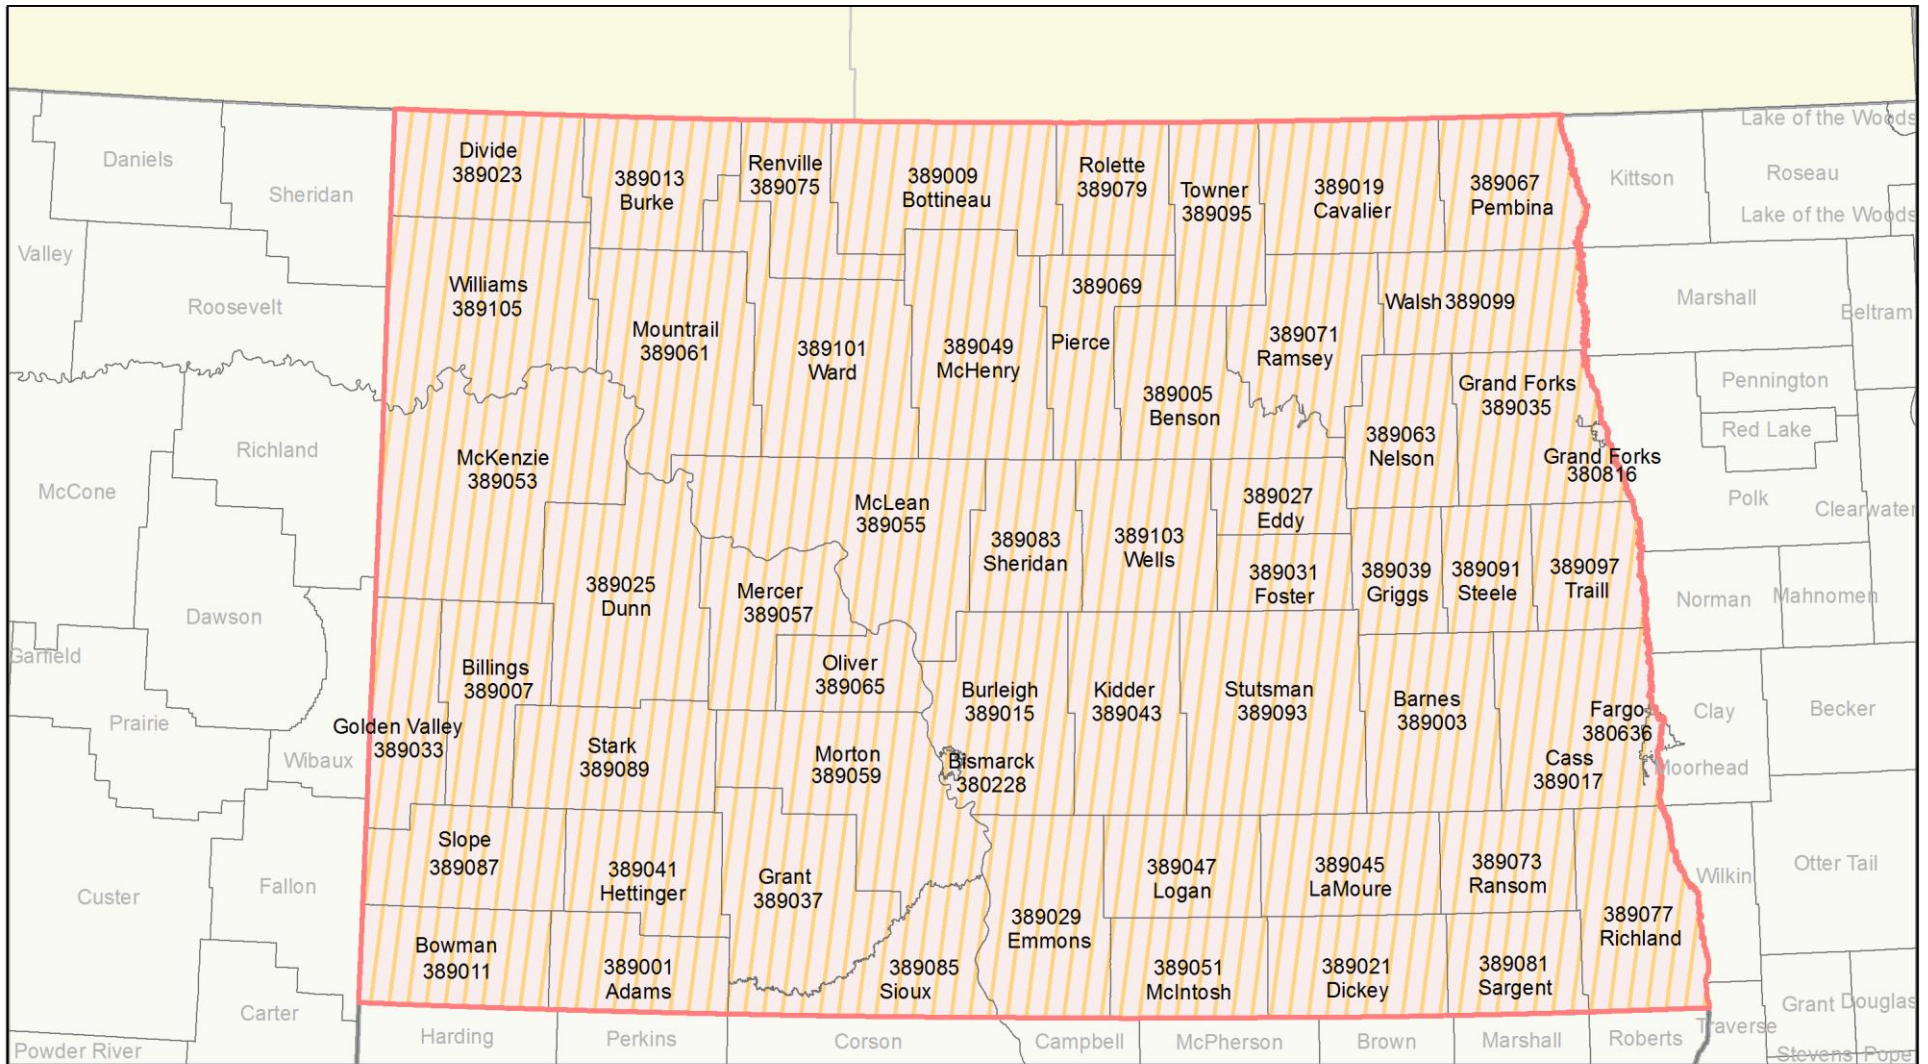 Lake of the Woods
Daniels
Sheridan
Divide
389023
389013
Burke
Renville
389075
389009
Bottineau
Rolette
389079
Towner
389095
389019
Cavalier
389067
Pembina
Kittson
Roseau
Lake of the Woods
Valley
Roosevelt
Williams
389105
Mountrail
389061
389101
Ward
389049
McHenry
389069
Pierce
389005
Benson
389071
Ramsey
Walsh 389099
Marshall
Beltram
Richland
McCone
McKenzie
389053
McLean
389055
389063
Nelson
Grand Forks
389035
Grand Forks
380816
Pennington
Red Lake
Polk
Clearwater
Dawson
389025
Dunn
Mercer
389057
389083
Sheridan
389103
Wells
389027
Eddy
389031
Foster
389039
Griggs
389091
Steele
389097
Traill
Norman
Mahnomen
Garfield
Prairie
Wibaux
Golden Valley
389033
Billings
389007
Stark
389089
Oliver
389065
Morton
389059
Burleigh
389015
Bismarck
380228
Kidder
389043
Stutsman
389093
Barnes
389003
Fargo
380636
Cass
389017
Clay
Moorhead
Becker
Custer
Fallon
Slope
389087
389041
Hettinger
Grant
389037
389029
Emmons
389047
Logan
389045
LaMoure
389073
Ransom
389077
Richland
Wilkin
Otter Tail
Carter
Bowman
389011
389001
Adams
389085
Sioux
389051
McIntosh
389021
Dickey
389081
Sargent
Grant
Douglas
Powder River
Harding
Perkins
Corson
Campbell
McPherson
Brown
Marshall
Roberts
Traverse
Stevens
Pope